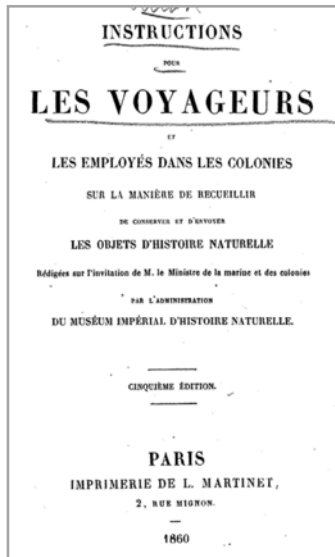 INSTRUCTIONS
POUR
LES VOYAGEURS
ET
LES EMPLOYÉS DANS LES COLONIES
SUR LA MANIÈRE DE RECUEILLIR
DE CONSERVER ET D'ENVOYER
LES OBJETS D'HISTOIRE NATURELLE
Rédigées sur l'invitation de M. le Ministre de la marine et des colonies
PAR L'ADMINISTRATION
DU MUSÉUM IMPÉRIAL D'HISTOIRE NATURELLE.
CINQUIÈME ÉDITION.
PARIS
IMPRIMERIE DE L. MARTINET,
2, RUE MIGNON.
1860